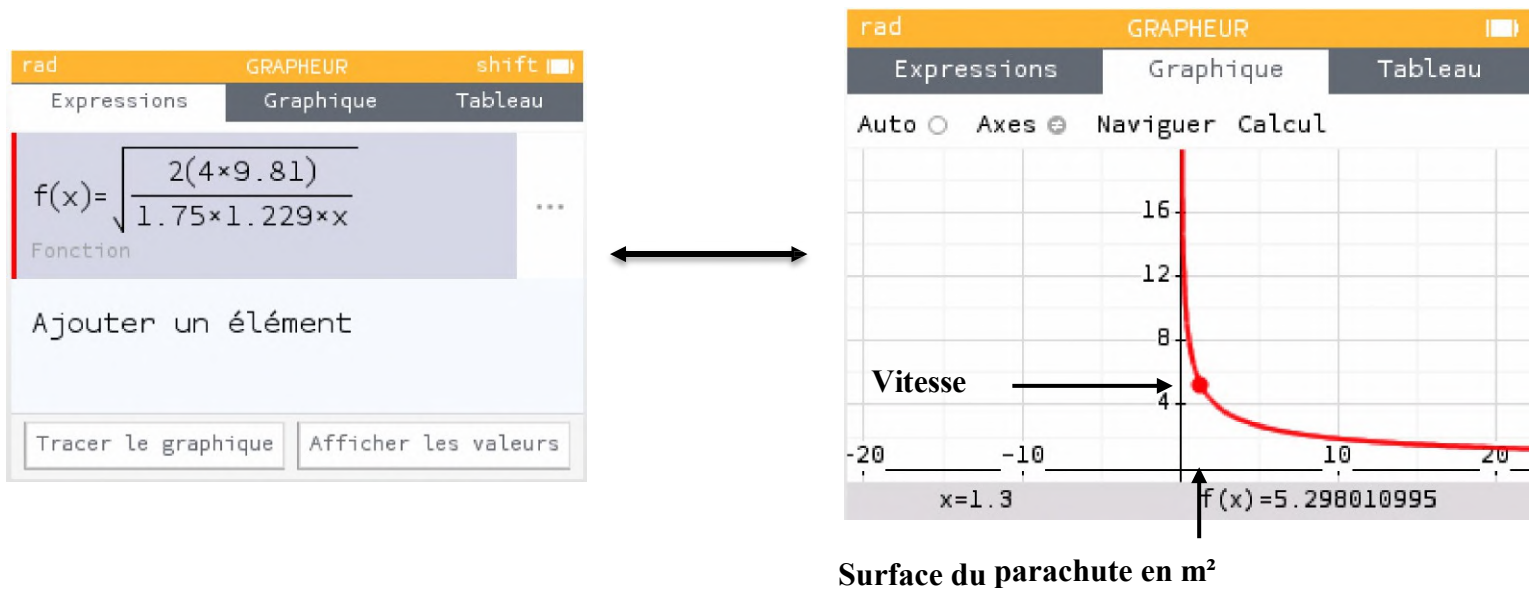 rad GRAPHEUR shift
Expressions Graphique Tableau
f(x)=√(2(4×9.81)/(1.75×1.229×x))
...
Fonction
Ajouter un élément
Tracer le graphique Afficher les valeurs
rad GRAPHEUR
Expressions Graphique Tableau
Auto Axes Naviguer Calcul
16
12
8
Vitesse
4
-20 -10 10 20
x=1.3 f(x)=5.298010995
Surface du parachute en m²